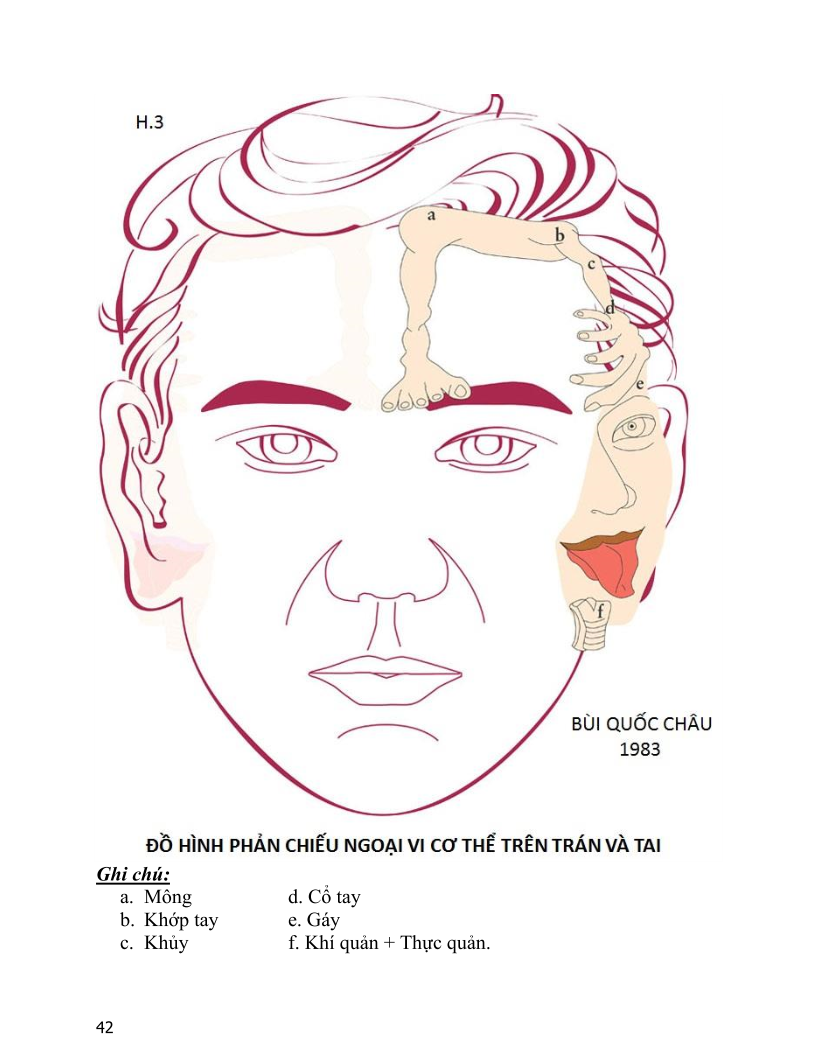 H.3
a
b
c
d
e
f
BÙI QUỐC CHÂU
1983
ĐỒ HÌNH PHẢN CHIẾU NGOẠI VI CƠ THỂ TRÊN TRÁN VÀ TAI
Ghi chú:
a. Mông d. Cổ tay
b. Khớp tay e. Gáy
c. Khủy f. Khí quản + Thực quản.
42